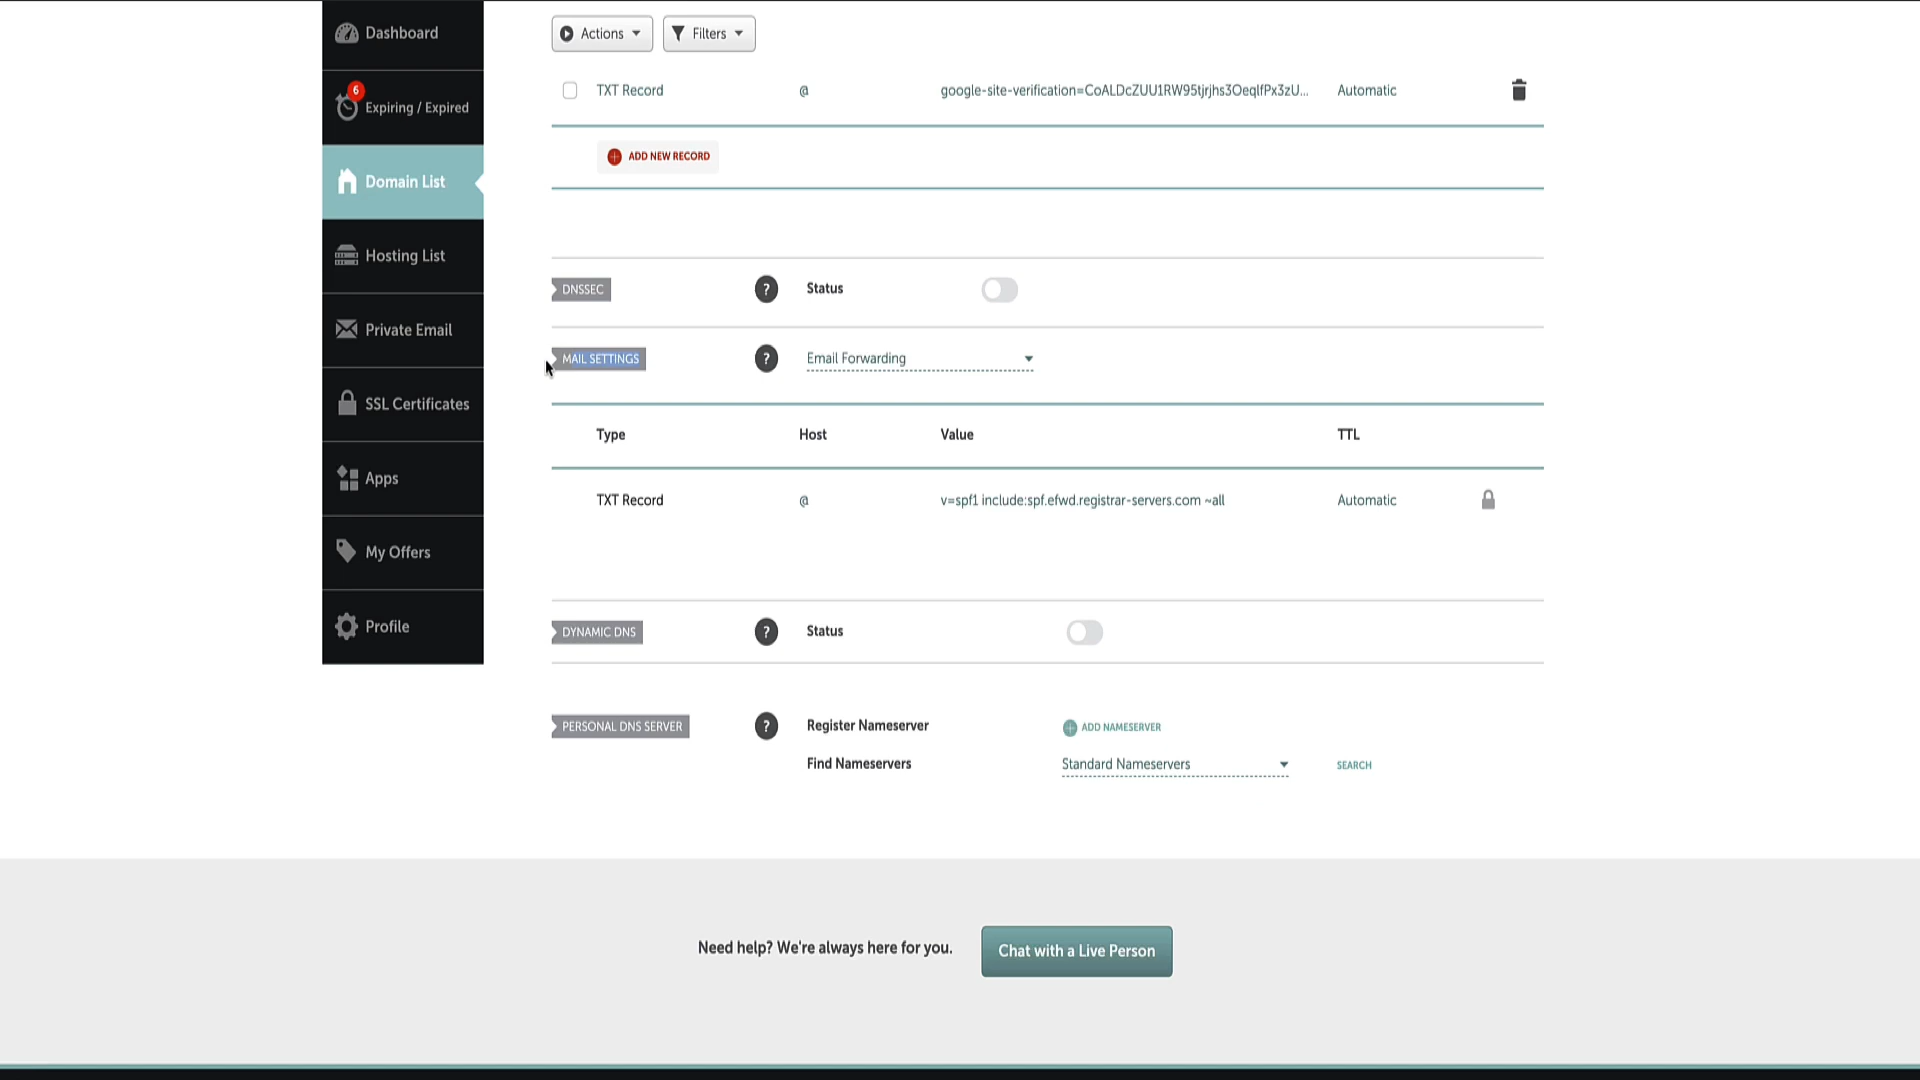 Dashboard
6
Expiring / Expired
Domain List
Hosting List
Private Email
SSL Certificates
Apps
My Offers
Profile
Actions Filters
TXT Record @ google-site-verification=CoALDcZUU1RW95tjrjhs3OeqlfPx3zU... Automatic
ADD NEW RECORD
DNSSEC ? Status
MAIL SETTINGS ? Email Forwarding
Type Host Value TTL
TXT Record @ v=spf1 include:spf.efwd.registrar-servers.com ~all Automatic
DYNAMIC DNS ? Status
PERSONAL DNS SERVER ? Register Nameserver ADD NAMESERVER
Find Nameservers Standard Nameservers SEARCH
Need help? We're always here for you. Chat with a Live Person